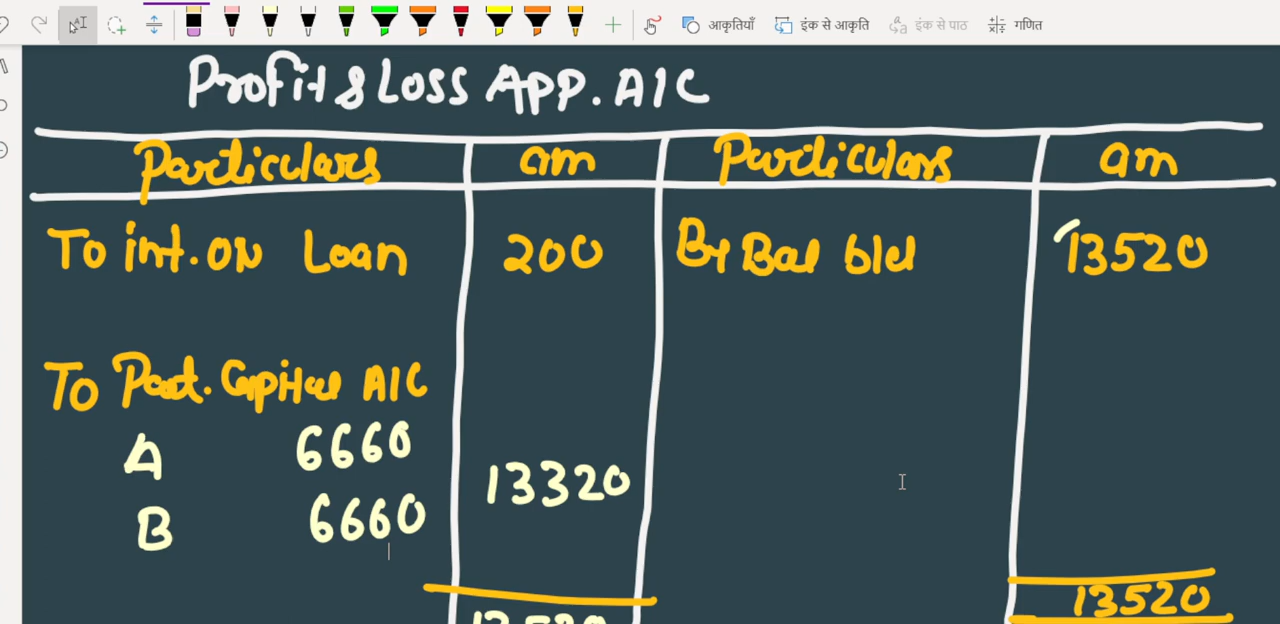 आकृतियाँ इंक से आकृति इंक से पाठ गणित
Profit & Loss App. A/C
Particulars am Particulars am
To int. on Loan 200 By Bal b/d 13520
To Part. Capital A/C
A 6660
13320
B 6660
13520 13520